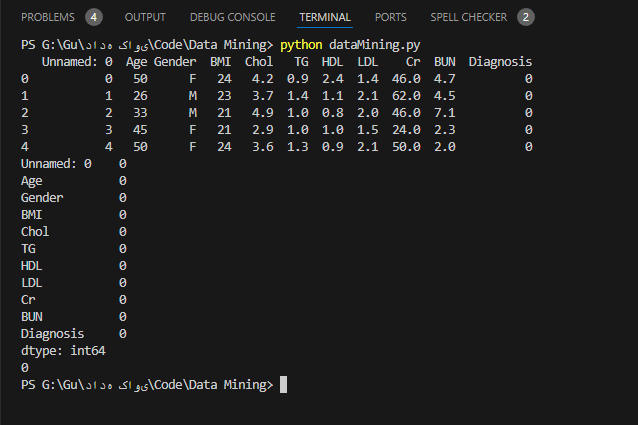 PROBLEMS 4 OUTPUT DEBUG CONSOLE TERMINAL PORTS SPELL CHECKER 2
PS G:\Gu\داده کاوی\Code\Data Mining> python dataMining.py
Unnamed: 0 Age Gender BMI Chol TG HDL LDL Cr BUN Diagnosis
0 0 50 F 24 4.2 0.9 2.4 1.4 46.0 4.7 0
1 1 26 M 23 3.7 1.4 1.1 2.1 62.0 4.5 0
2 2 33 M 21 4.9 1.0 0.8 2.0 46.0 7.1 0
3 3 45 F 21 2.9 1.0 1.0 1.5 24.0 2.3 0
4 4 50 F 24 3.6 1.3 0.9 2.1 50.0 2.0 0
Unnamed: 0 0
Age 0
Gender 0
BMI 0
Chol 0
TG 0
HDL 0
LDL 0
Cr 0
BUN 0
Diagnosis 0
dtype: int64
0
PS G:\Gu\داده کاوی\Code\Data Mining>